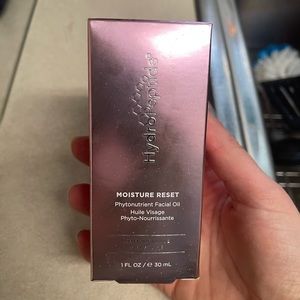 HydroPeptide®
MOISTURE RESET
Phytonutrient Facial Oil
Huile Visage
Phyto-Nourrissante
1 FL OZ / ℮ 30 mL